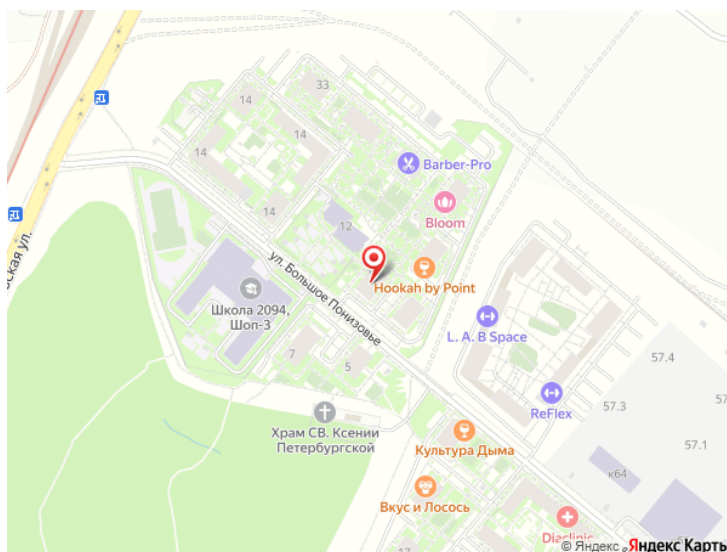 33
14
14
14
14
Barber-Pro
Bloom
12
ул. Большое Понизовье
Hookah by Point
ская ул.
Школа 2094,
Шоп-3
L. A. B Space
7
5
57.4
57.3
57.1
ReFlex
Храм СВ. Ксении
Петербургской
Культура Дыма
к64
Вкус и Лосось
Diaclinic
17
© Яндекс Яндекс Карты